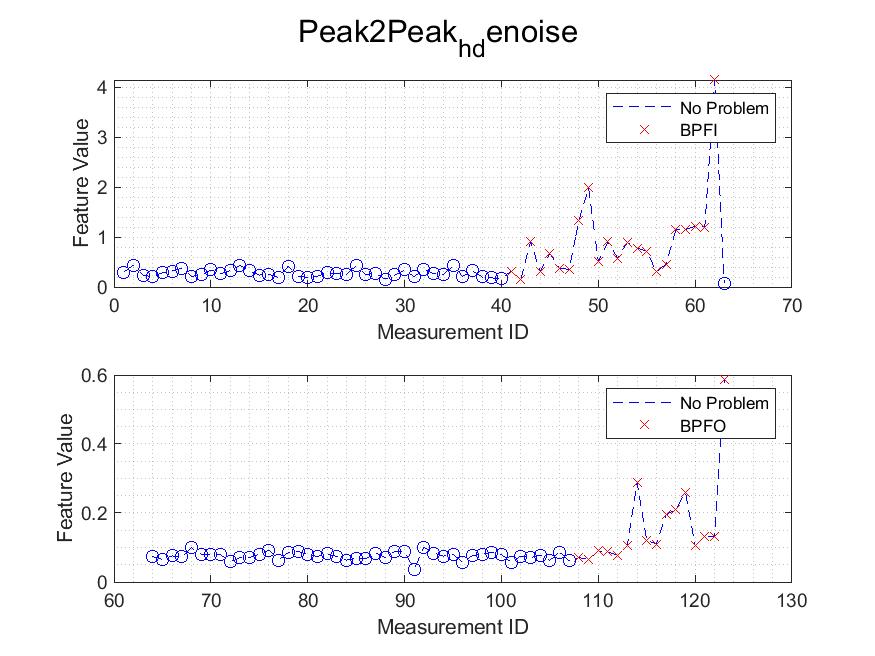 Peak2Peak_hdenoise
4
3
2
1
0
Feature Value
No Problem
BPFI
0 10 20 30 40 50 60 70
Measurement ID
0.6
0.4
0.2
0
Feature Value
No Problem
BPFO
60 70 80 90 100 110 120 130
Measurement ID